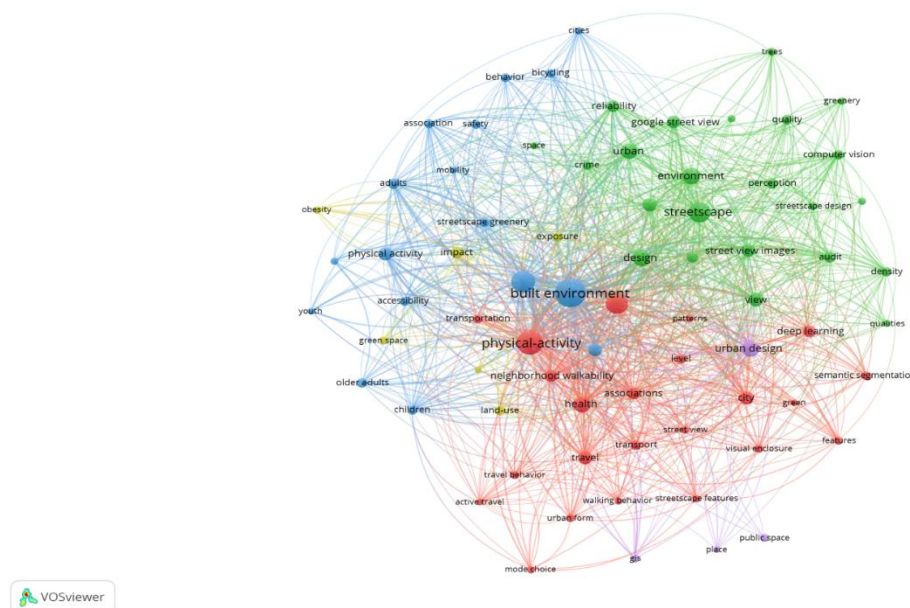 cities
trees
behavior
bicycling
greenery
reliability
association
safety
google street view
quality
urban
space
computer vision
crime
mobility
environment
adults
perception
obesity
streetscape
streetscape design
streetscape greenery
exposure
physical activity
impact
design
street view images
audit
density
built environment
accessibility
view
youth
transportation
patterns
qualities
deep learning
green space
physical-activity
urban design
level
older adults
neighborhood walkability
semantic segmentatio
associations
children
land-use
health
city
green
street view
features
transport
visual enclosure
travel
travel behavior
active travel
walking behavior
streetscape features
urban form
public space
place
gis
mode choice
VOSviewer